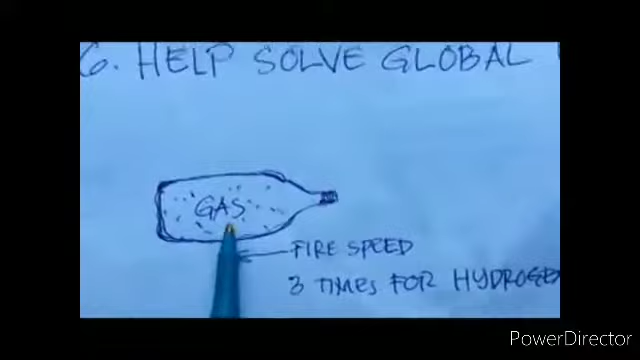 6. HELP SOLVE GLOBAL
GAS
FIRE SPEED
3 TIMES FOR HYDROGEN
PowerDirector